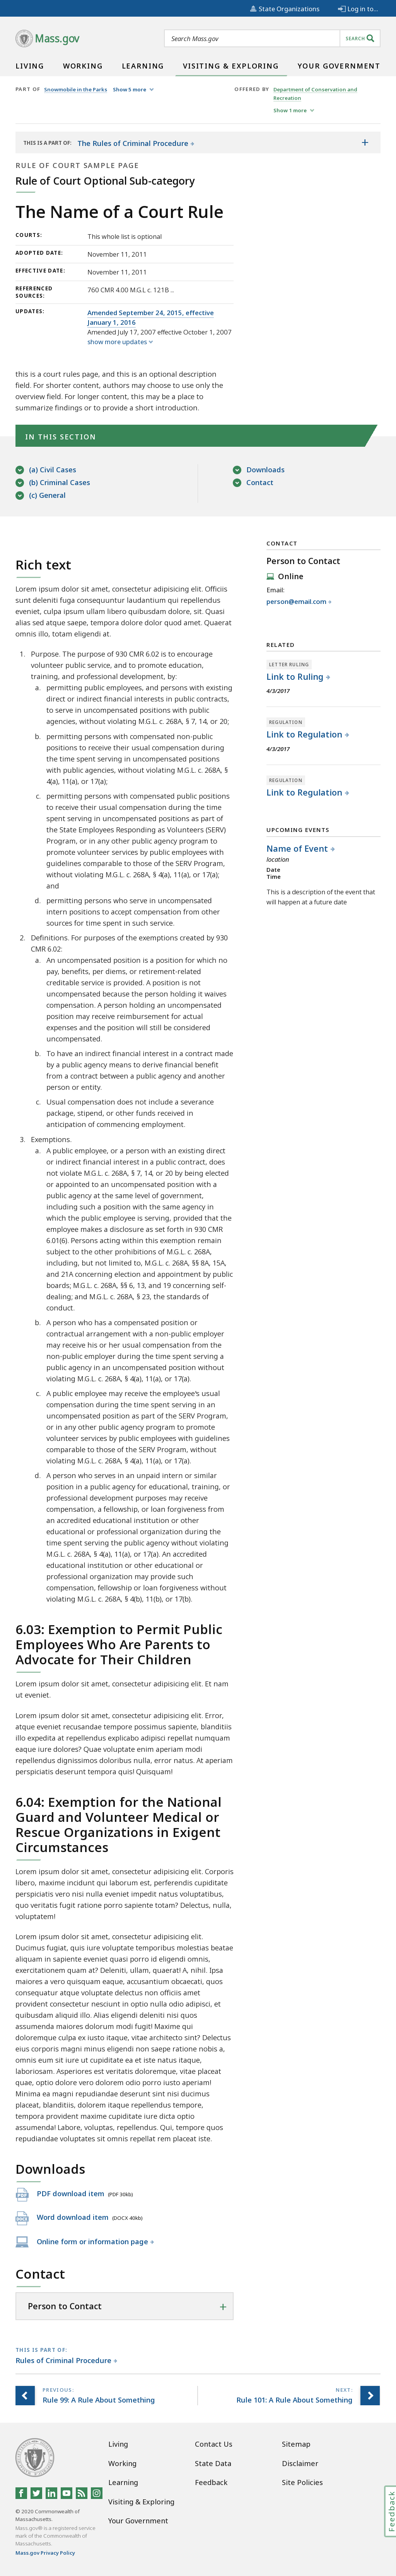 State Organizations
Log in to...
Mass.gov
Search Mass.gov
SEARCH
LIVING
WORKING
LEARNING
VISITING & EXPLORING
YOUR GOVERNMENT
PART OF
Snowmobile in the Parks
Show 5 more
OFFERED BY
Department of Conservation and
Recreation
Show 1 more
THIS IS A PART OF:
The Rules of Criminal Procedure
RULE OF COURT SAMPLE PAGE
Rule of Court Optional Sub-category
The Name of a Court Rule
COURTS:
This whole list is optional
ADOPTED DATE:
November 11, 2011
EFFECTIVE DATE:
November 11, 2011
REFERENCED
SOURCES:
760 CMR 4.00 M.G.L c. 121B ..
UPDATES:
Amended September 24, 2015, effective
January 1, 2016
Amended July 17, 2007 effective October 1, 2007
show more updates
this is a court rules page, and this is an optional description
field. For shorter content, authors may choose to use only the
overview field. For longer content, this may be a place to
summarize findings or to provide a short introduction.
IN THIS SECTION
(a) Civil Cases
(b) Criminal Cases
(c) General
Downloads
Contact
Rich text
Lorem ipsum dolor sit amet, consectetur adipisicing elit. Officiis
sunt deleniti fuga consequuntur laudantium qui repellendus
eveniet, culpa ipsum ullam libero quibusdam dolore, sit quasi.
Alias sed atque sunt, tempora dolore dolor quod amet. Quaerat
omnis illo, totam eligendi at.
1. Purpose. The purpose of 930 CMR 6.02 is to encourage
volunteer public service, and to promote education,
training, and professional development, by:
a. permitting public employees, and persons with existing
direct or indirect financial interests in public contracts,
to serve in uncompensated positions with public
agencies, without violating M.G.L. c. 268A, § 7, 14, or 20;
b. permitting persons with compensated non-public
positions to receive their usual compensation during
the time spent serving in uncompensated positions
with public agencies, without violating M.G.L. c. 268A, §
4(a), 11(a), or 17(a);
c. permitting persons with compensated public positions
to receive their usual compensation during the time
spent serving in uncompensated positions as part of
the State Employees Responding as Volunteers (SERV)
Program, or in any other public agency program to
promote volunteer services by public employees with
guidelines comparable to those of the SERV Program,
without violating M.G.L. c. 268A, § 4(a), 11(a), or 17(a);
and
d. permitting persons who serve in uncompensated
intern positions to accept compensation from other
sources for time spent in such service.
2. Definitions. For purposes of the exemptions created by 930
CMR 6.02:
a. An uncompensated position is a position for which no
pay, benefits, per diems, or retirement-related
creditable service is provided. A position is not
deemed to be compensated because it offers
compensation if the person holding it waives
compensation. A person holding an uncompensated
position may receive reimbursement for actual
reasonable expenses and still be considered
uncompensated.
b. To have an indirect financial interest in a contract made
by a public agency means to derive financial benefit
from a contract between a public agency and another
person or entity.
c. Usual compensation does not include a severance
package, stipend, or other funds received in
anticipation of commencing employment.
3. Exemptions.
a. A public employee, or a person with an existing direct
or indirect financial interest in a public contract, does
not violate M.G.L. c. 268A, § 7, 14, or 20 by being elected
or appointed to or serving in an uncompensated
position with any public agency at the same level of
government, including a position with the same
agency or a position in the same agency in
which the public employee is serving, provided that the
employee makes a disclosure as set forth in 930 CMR
6.01(6). Persons acting within this exemption remain
subject to the other prohibitions of M.G.L. c. 268A,
including, but not limited to, M.G.L. c. 268A, §§ 8A, 15A,
and 21A concerning election and appointment by public
boards; M.G.L. c. 268A, §§ 6, 13, and 19 concerning self-
dealing; and M.G.L. c. 268A, § 23, the standards of
conduct.
b. A person who has a compensated position or
contractual arrangement with a non-public employer
may receive his or her usual compensation from the
non-public employer during the time spent serving a
public agency in an uncompensated position without
violating M.G.L. c. 268A, § 4(a), 11(a), or 17(a).
c. A public employee may receive the employee's usual
compensation during the time spent serving in an
uncompensated position as part of the SERV Program,
or in any other public agency program to promote
volunteer services by public employees with guidelines
comparable to those of the SERV Program, without
violating M.G.L. c. 268A, § 4(a), 11(a), or 17(a).
d. A person who serves in an unpaid intern or similar
position in a public agency for educational, training, or
professional development purposes may receive
compensation, a fellowship, or loan forgiveness from
an accredited educational institution or other
educational or professional organization during the
time spent serving the public agency without violating
M.G.L. c. 268A, § 4(a), 11(a), or 17(a). An accredited
educational institution or other educational or
professional organization may provide such
compensation, fellowship or loan forgiveness without
violating M.G.L. c. 268A, § 4(b), 11(b), or 17(b).
6.03: Exemption to Permit Public
Employees Who Are Parents to
Advocate for Their Children
Lorem ipsum dolor sit amet, consectetur adipisicing elit. Et nam
ut eveniet.
Lorem ipsum dolor sit amet, consectetur adipisicing elit. Error,
atque eveniet recusandae tempore possimus sapiente, blanditiis
illo expedita at repellendus explicabo adipisci repellat numquam
eaque iure dolores? Quae voluptate enim aperiam modi
repellendus dignissimos doloribus nulla, error natus. At aperiam
perspiciatis deserunt tempora quis! Quisquam!
6.04: Exemption for the National
Guard and Volunteer Medical or
Rescue Organizations in Exigent
Circumstances
Lorem ipsum dolor sit amet, consectetur adipisicing elit. Corporis
libero, maxime incidunt qui laborum est, perferendis cupiditate
perspiciatis vero nisi nulla eveniet impedit natus voluptatibus,
quo veritatis porro aperiam sapiente totam? Delectus, nulla,
voluptatem!
Lorem ipsum dolor sit amet, consectetur adipisicing elit.
Ducimus fugiat, quis iure voluptate temporibus molestias beatae
aliquam in expedita. Ullam libero at quam sit deleniti omnis id,
exercitationem quam at? Deleniti, ullam, quaerat! A, nihil. Ipsa
maiores a vero quisquam eaque, accusantium obcaecati, quos
consequatur atque voluptate delectus non officiis amet
provident consectetur nesciunt in optio nulla odio adipisci, et
quibusdam aliquid illo. Alias eligendi deleniti nisi quos
assumenda maiores dolorum modi fugit! Maxime qui
doloremque culpa ex iusto itaque, vitae architecto sint? Delectus
eius corporis magni minus eligendi non saepe ratione nobis a,
omnis eum sit iure ut cupiditate ea et iste natus itaque,
laboriosam. Asperiores est veritatis doloremque, vitae placeat
quae, optio dolore vero dolorem odio porro iusto aperiam!
Minima ea magni repudiandae deserunt sint nisi ducimus
placeat, blanditiis, dolorem itaque repellendus tempore,
temporibus magni nulla repudiandae voluptatem,
tempora provident maxime cupiditate iure dolicta optio
assumenda! Labore, voluptas, repellendus. Qui, tempore quos
repudiandae voluptates sit omnis repellat rem placeat iste.
Downloads
PDF download item (PDF 30kb)
Word download item (DOCX 40kb)
Online form or information page
Contact
Person to Contact
CONTACT
Person to Contact
Online
Email:
person@email.com
RELATED
LETTER RULING
Link to Ruling
4/3/2017
REGULATION
Link to Regulation
4/3/2017
REGULATION
Link to Regulation
UPCOMING EVENTS
Name of Event
location
Date
Time
This is a description of the event that
will happen at a future date
THIS IS PART OF:
Rules of Criminal Procedure
PREVIOUS:
Rule 99: A Rule About Something
NEXT:
Rule 101: A Rule About Something
Living
Working
Learning
Visiting & Exploring
Your Government
Contact Us
State Data
Feedback
Sitemap
Disclaimer
Site Policies
© 2020 Commonwealth of
Massachusetts.
Mass.gov® is a registered service
mark of the Commonwealth of
Massachusetts.
Mass.gov Privacy Policy
Feedback